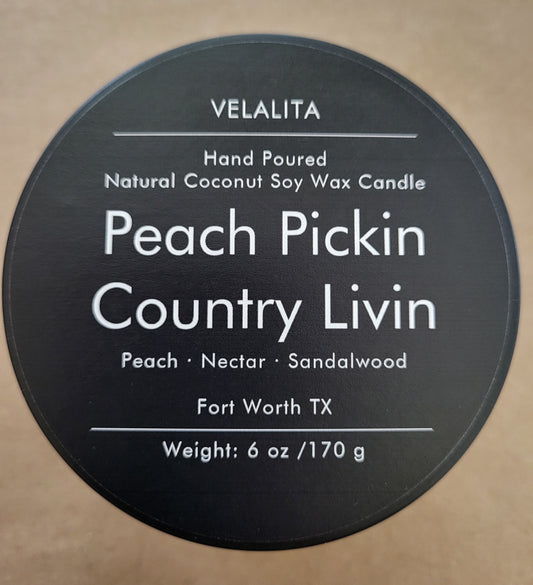 VELALITA
Hand Poured
Natural Coconut Soy Wax Candle
Peach Pickin
Country Livin
Peach · Nectar · Sandalwood
Fort Worth TX
Weight: 6 oz /170 g